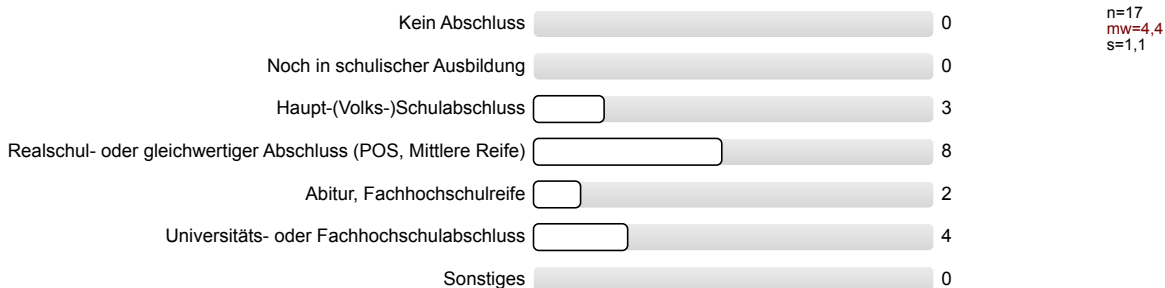 Kein Abschluss 0
n=17
mw=4,4
s=1,1
Noch in schulischer Ausbildung 0
Haupt-(Volks-)Schulabschluss 3
Realschul- oder gleichwertiger Abschluss (POS, Mittlere Reife) 8
Abitur, Fachhochschulreife 2
Universitäts- oder Fachhochschulabschluss 4
Sonstiges 0